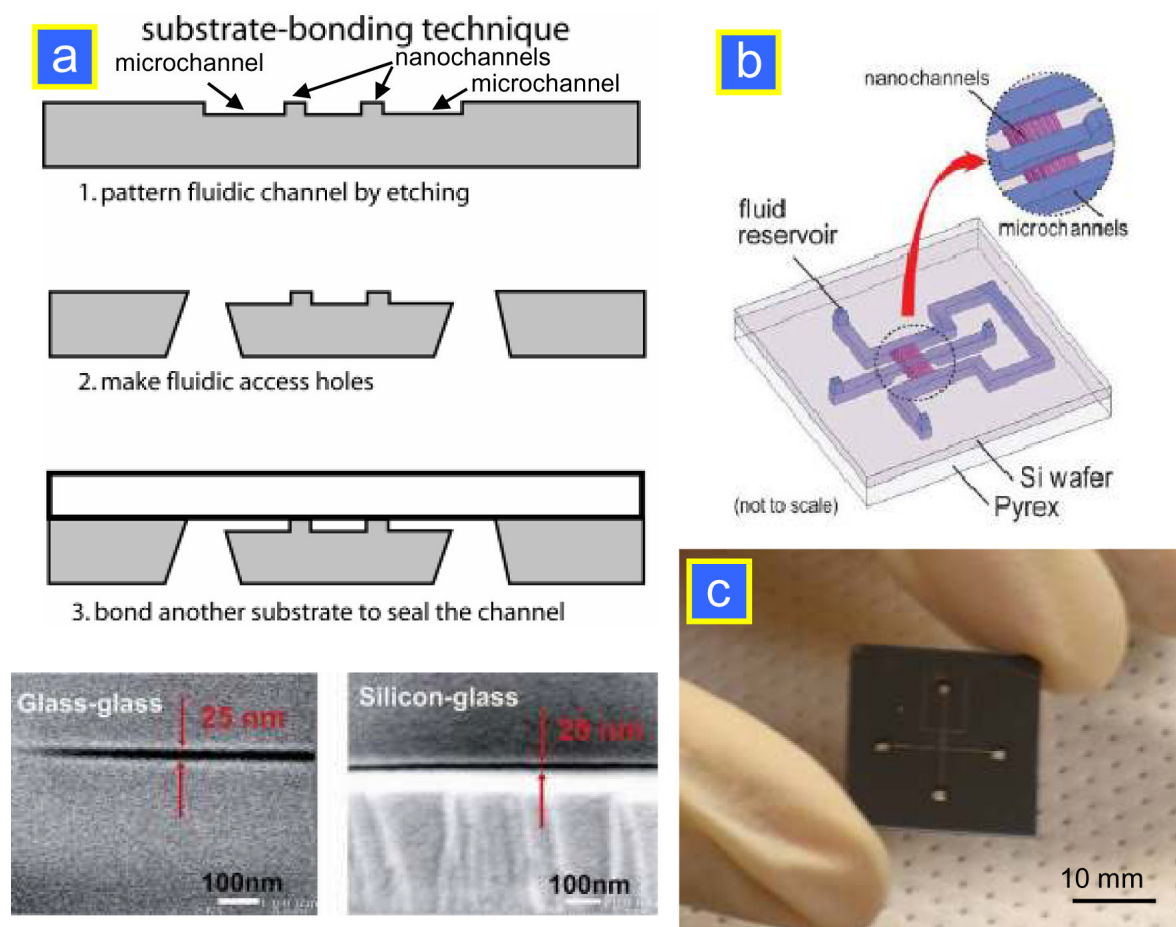 a
substrate-bonding technique
microchannel
nanochannels
microchannel
1. pattern fluidic channel by etching
2. make fluidic access holes
3. bond another substrate to seal the channel
Glass-glass
25 nm
100nm
Silicon-glass
100nm
b
nanochannels
fluid
reservoir
microchannels
Si wafer
(not to scale)
Pyrex
c
10 mm